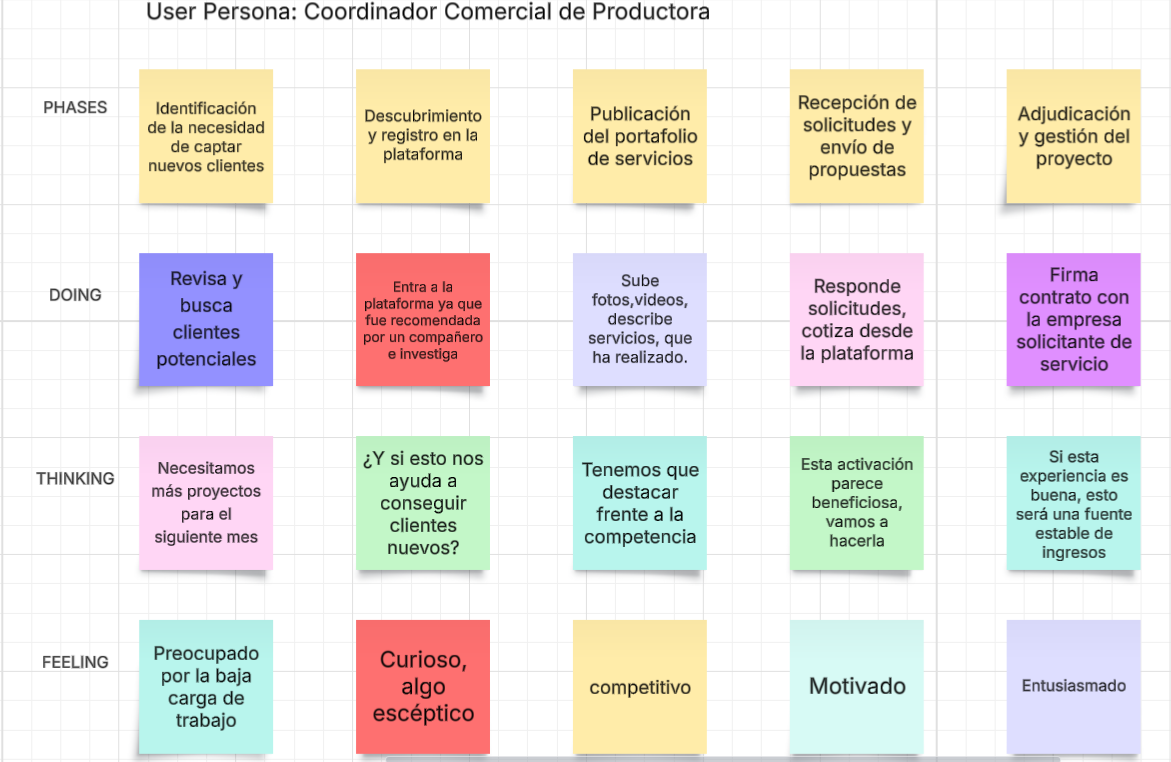 User Persona: Coordinador Comercial de Productora
PHASES
Identificación
de la necesidad
de captar
nuevos clientes
Descubrimiento
y registro en la
plataforma
Publicación
del portafolio
de servicios
Recepción de
solicitudes y
envío de
propuestas
Adjudicación
y gestión del
proyecto
DOING
Revisa y
busca
clientes
potenciales
Entra a la
plataforma ya que
fue recomendada
por un compañero
e investiga
Sube
fotos,videos,
describe
servicios, que
ha realizado.
Responde
solicitudes,
cotiza desde
la plataforma
Firma
contrato con
la empresa
solicitante de
servicio
THINKING
Necesitamos
más proyectos
para el
siguiente mes
¿Y si esto nos
ayuda a
conseguir
clientes
nuevos?
Tenemos que
destacar
frente a la
competencia
Esta activación
parece
beneficiosa,
vamos a
hacerla
Si esta
experiencia es
buena, esto
será una fuente
estable de
ingresos
FEELING
Preocupado
por la baja
carga de
trabajo
Curioso,
algo
escéptico
competitivo
Motivado
Entusiasmado